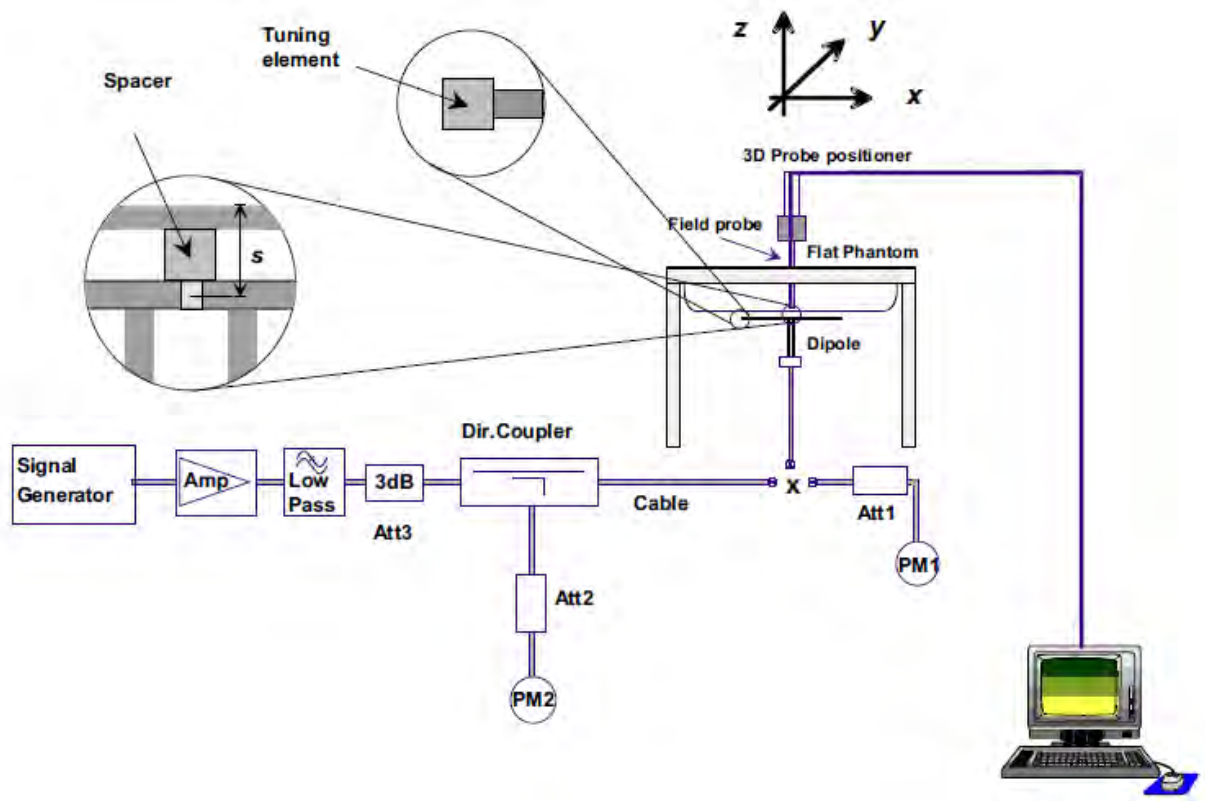 Tuning
element
Spacer
s
z
y
x
3D Probe positioner
Field probe
Flat Phantom
Dipole
Dir.Coupler
Signal
Generator
Amp
Low
Pass
3dB
Att3
Cable
x
Att1
PM1
Att2
PM2